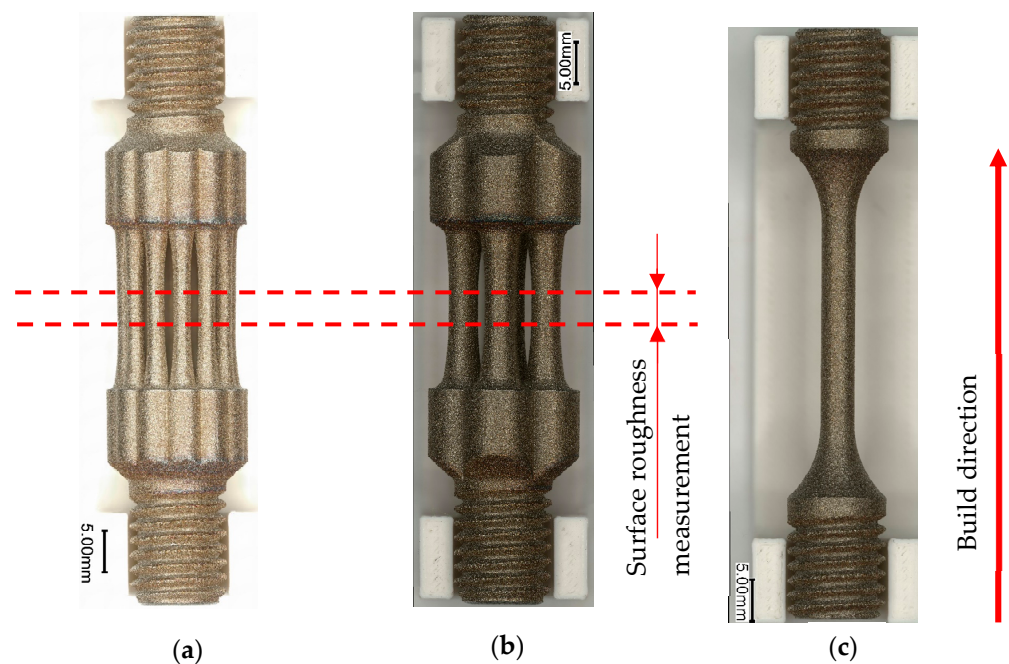 5.00mm
5.00mm
5.00mm
Surface roughness
measurement
Build direction
(a)
(b)
(c)